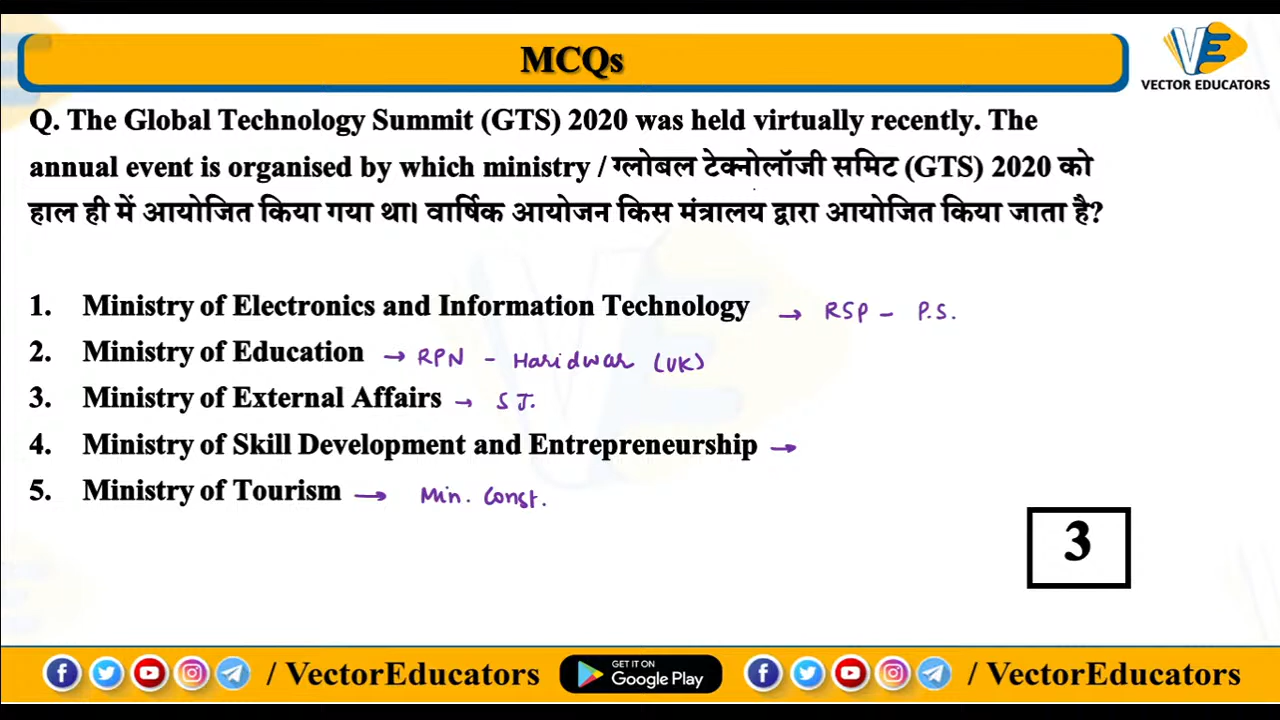 MCQs
VECTOR EDUCATORS
Q. The Global Technology Summit (GTS) 2020 was held virtually recently. The
annual event is organised by which ministry / ग्लोबल टेक्नोलॉजी समिट (GTS) 2020 को
हाल ही में आयोजित किया गया था। वार्षिक आयोजन किस मंत्रालय द्वारा आयोजित किया जाता है?
1. Ministry of Electronics and Information Technology → RSP - P.S.
2. Ministry of Education → RPN - Haridwar (UK)
3. Ministry of External Affairs → SJ.
4. Ministry of Skill Development and Entrepreneurship →
5. Ministry of Tourism → Min. Const.
3
/ VectorEducators GET IT ON Google Play / VectorEducators